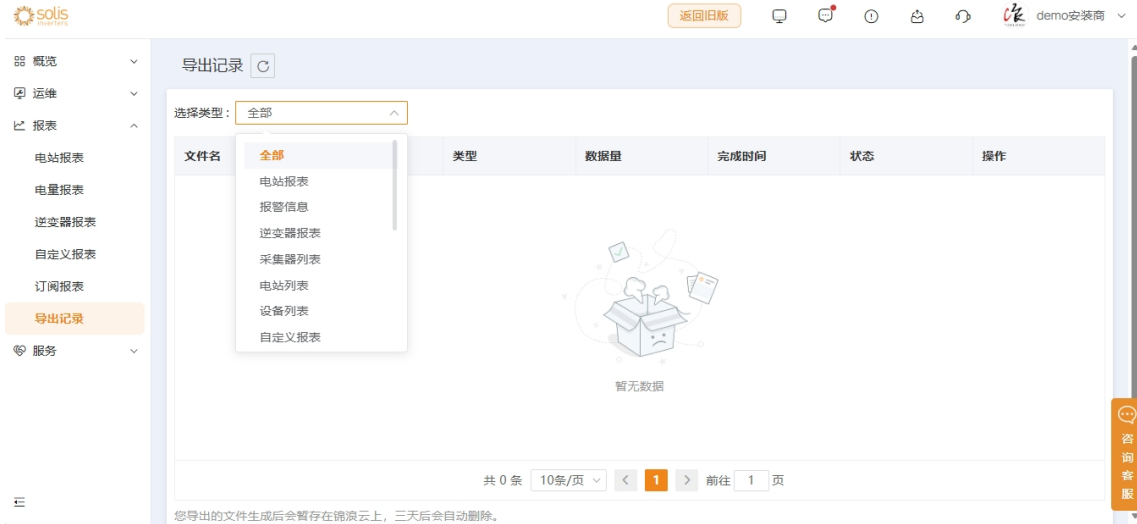 solis
inverters
返回旧版
demo安装商
概览
运维
报表
电站报表
电量报表
逆变器报表
自定义报表
订阅报表
导出记录
服务
导出记录
选择类型：
全部
文件名 类型 数据量 完成时间 状态 操作
全部
电站报表
报警信息
逆变器报表
采集器列表
电站列表
设备列表
自定义报表
暂无数据
共 0 条 10条/页 < 1 > 前往 1 页
您导出的文件生成后会暂存在锦浪云上，三天后会自动删除。
咨询客服